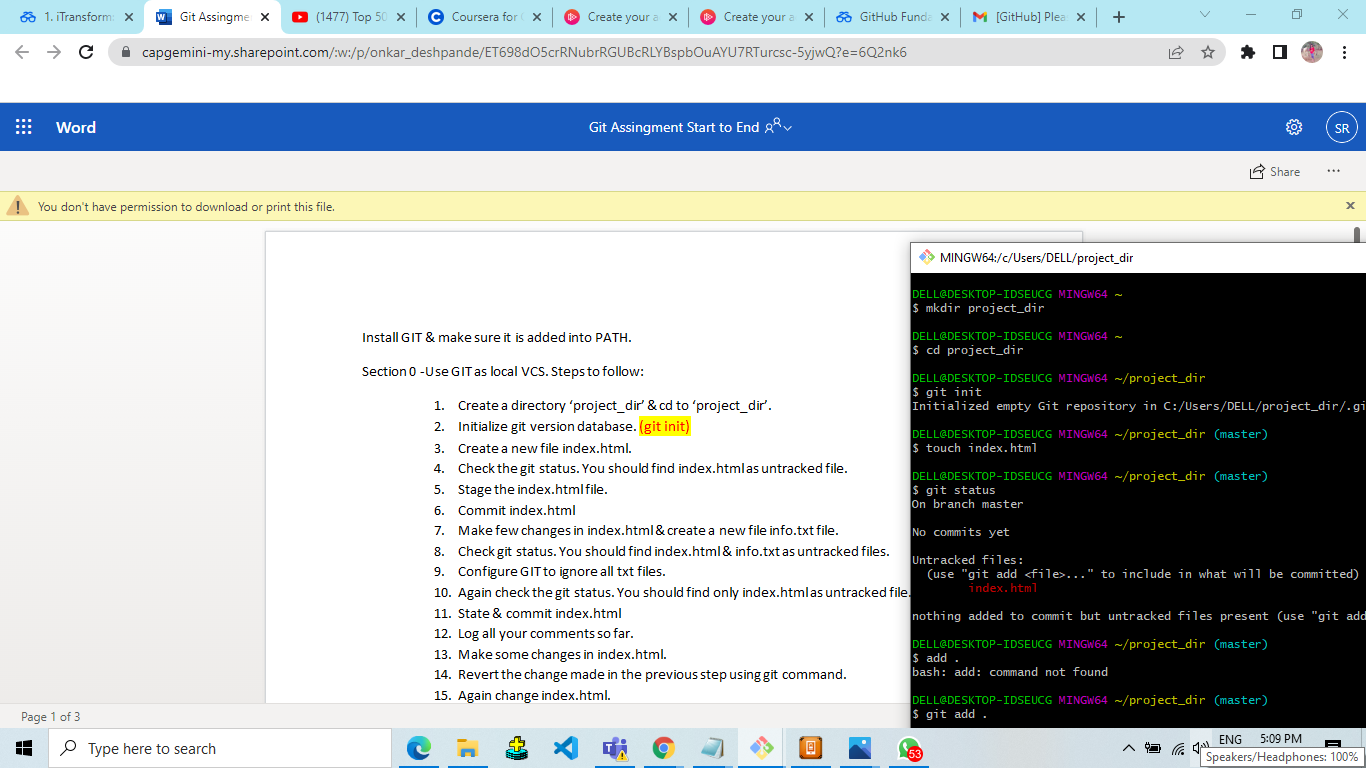 1. iTransform
Git Assingme
(1477) Top 50
Coursera for
Create your a
Create your a
GitHub Funda
[GitHub] Plea
capgemini-my.sharepoint.com/:w:/p/onkar_deshpande/ET698dO5crRNubrRGUBcRLYBspbOuAYU7RTurcsc-5yjwQ?e=6Q2nk6
Word
Git Assingment Start to End
SR
Share
You don't have permission to download or print this file.
Install GIT & make sure it is added into PATH.
Section 0 -Use GIT as local VCS. Steps to follow:
1. Create a directory ‘project_dir’ & cd to ‘project_dir’.
2. Initialize git version database. (git init)
3. Create a new file index.html.
4. Check the git status. You should find index.html as untracked file.
5. Stage the index.html file.
6. Commit index.html
7. Make few changes in index.html & create a new file info.txt file.
8. Check git status. You should find index.html & info.txt as untracked files.
9. Configure GIT to ignore all txt files.
10. Again check the git status. You should find only index.html as untracked file.
11. State & commit index.html
12. Log all your comments so far.
13. Make some changes in index.html.
14. Revert the change made in the previous step using git command.
15. Again change index.html.
MINGW64:/c/Users/DELL/project_dir
DELL@DESKTOP-IDSEUCG MINGW64 ~
$ mkdir project_dir
DELL@DESKTOP-IDSEUCG MINGW64 ~
$ cd project_dir
DELL@DESKTOP-IDSEUCG MINGW64 ~/project_dir
$ git init
Initialized empty Git repository in C:/Users/DELL/project_dir/.gi
DELL@DESKTOP-IDSEUCG MINGW64 ~/project_dir (master)
$ touch index.html
DELL@DESKTOP-IDSEUCG MINGW64 ~/project_dir (master)
$ git status
On branch master
No commits yet
Untracked files:
(use "git add <file>..." to include in what will be committed)
index.html
nothing added to commit but untracked files present (use "git add
DELL@DESKTOP-IDSEUCG MINGW64 ~/project_dir (master)
$ add .
bash: add: command not found
DELL@DESKTOP-IDSEUCG MINGW64 ~/project_dir (master)
$ git add .
Page 1 of 3
Type here to search
53
ENG
5:09 PM
Speakers/Headphones: 100%